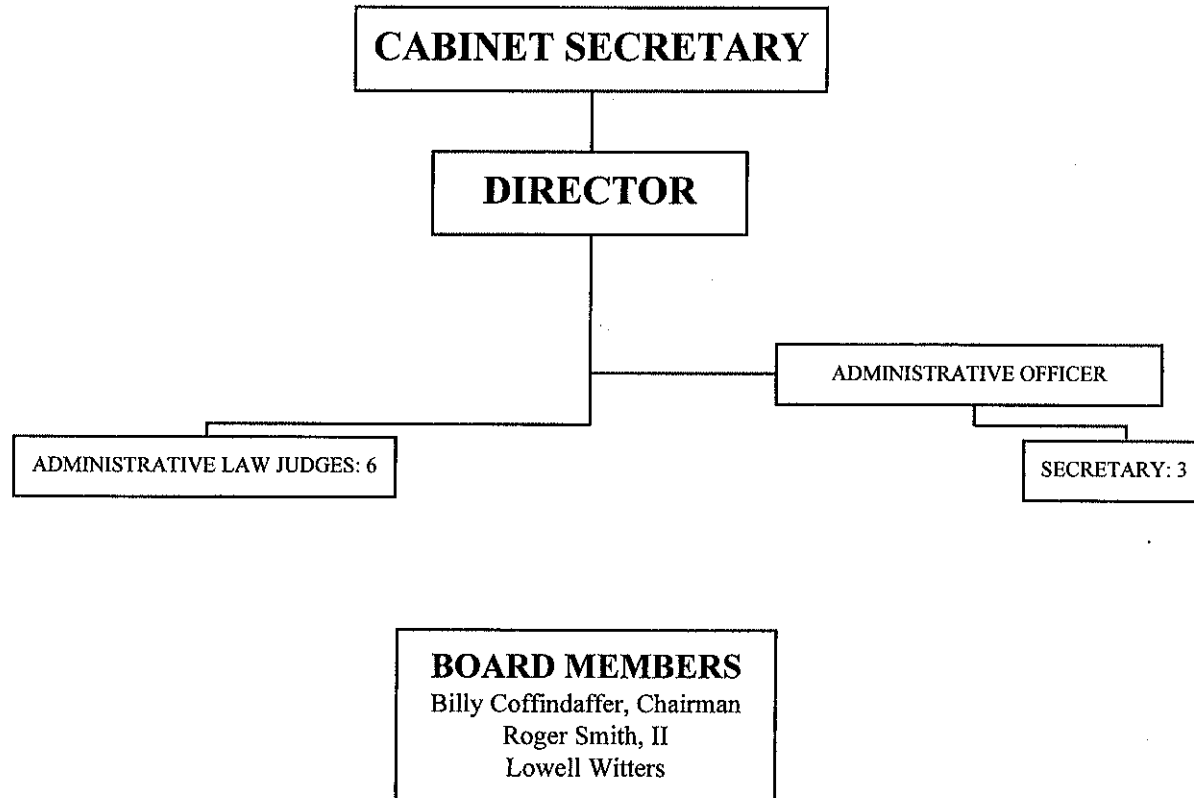 CABINET SECRETARY
DIRECTOR
ADMINISTRATIVE OFFICER
ADMINISTRATIVE LAW JUDGES: 6
SECRETARY: 3
BOARD MEMBERS
Billy Coffindaffer, Chairman
Roger Smith, II
Lowell Witters